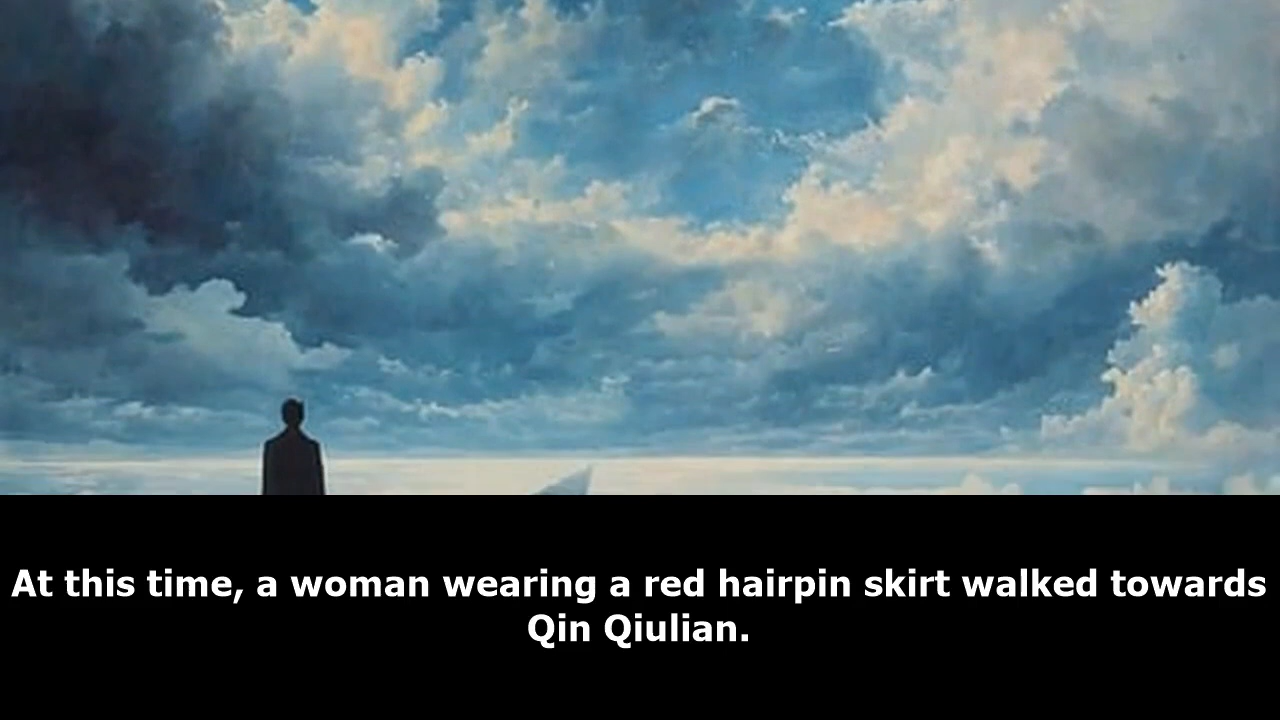 At this time, a woman wearing a red hairpin skirt walked towards
Qin Qiulian.